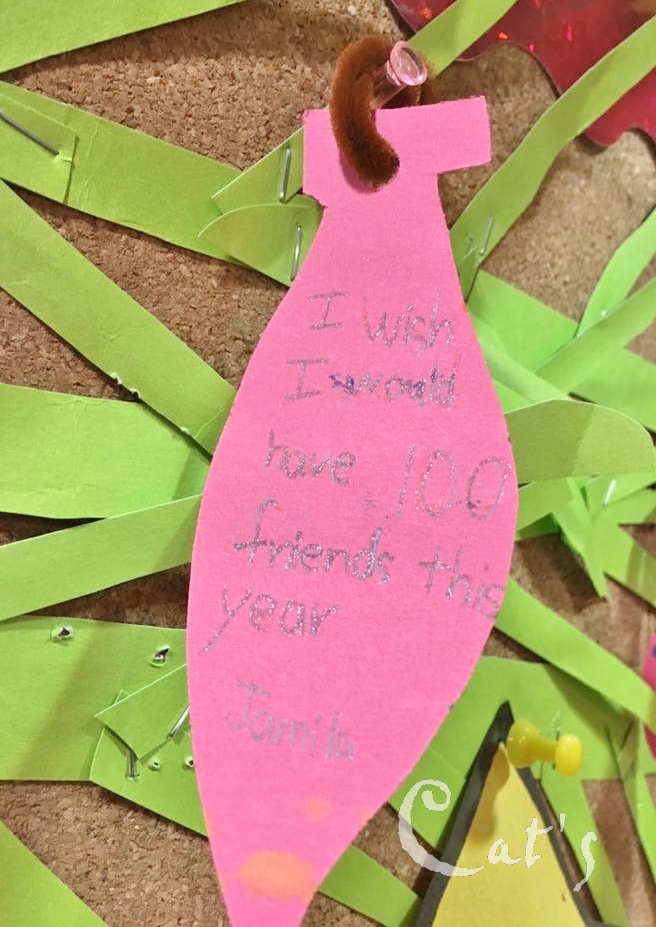 I wish
I would
have 100
friends this
year
Jamila
Cat's